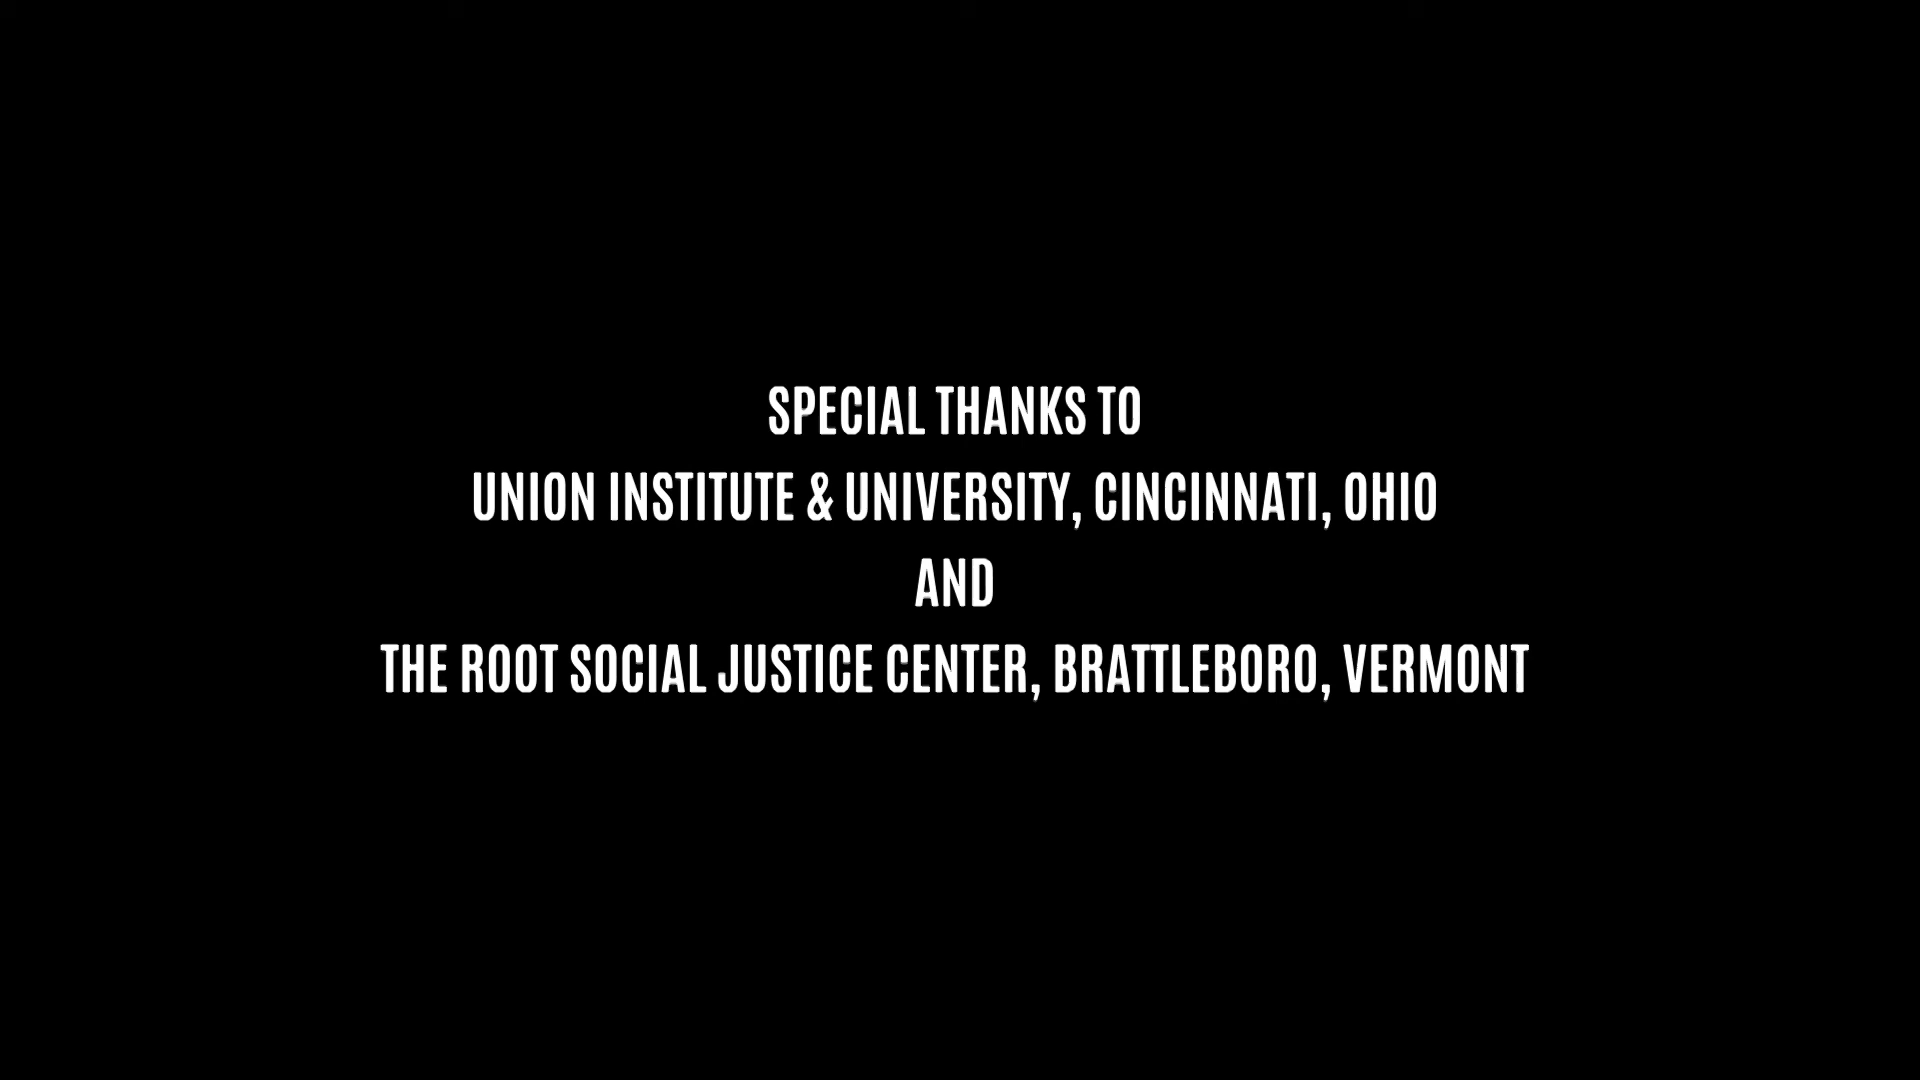 SPECIAL THANKS TO
UNION INSTITUTE & UNIVERSITY, CINCINNATI, OHIO
AND
THE ROOT SOCIAL JUSTICE CENTER, BRATTLEBORO, VERMONT